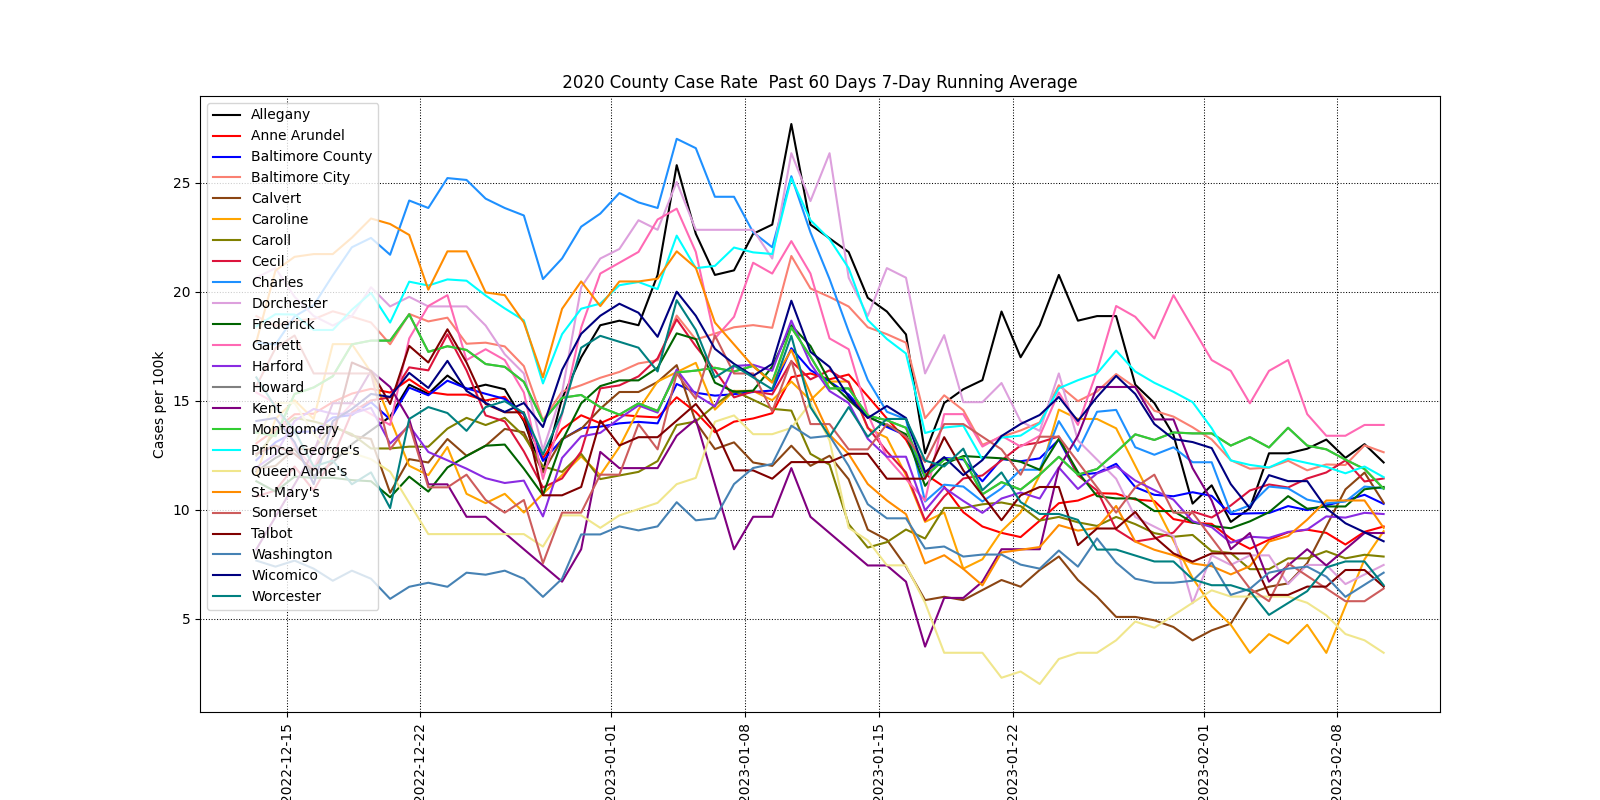 2020 County Case Rate  Past 60 Days 7-Day Running Average
Cases per 100k
25
20
15
10
5
Allegany
Anne Arundel
Baltimore County
Baltimore City
Calvert
Caroline
Caroll
Cecil
Charles
Dorchester
Frederick
Garrett
Harford
Howard
Kent
Montgomery
Prince George's
Queen Anne's
St. Mary's
Somerset
Talbot
Washington
Wicomico
Worcester
2022-12-15
2022-12-22
2023-01-01
2023-01-08
2023-01-15
2023-01-22
2023-02-01
2023-02-08